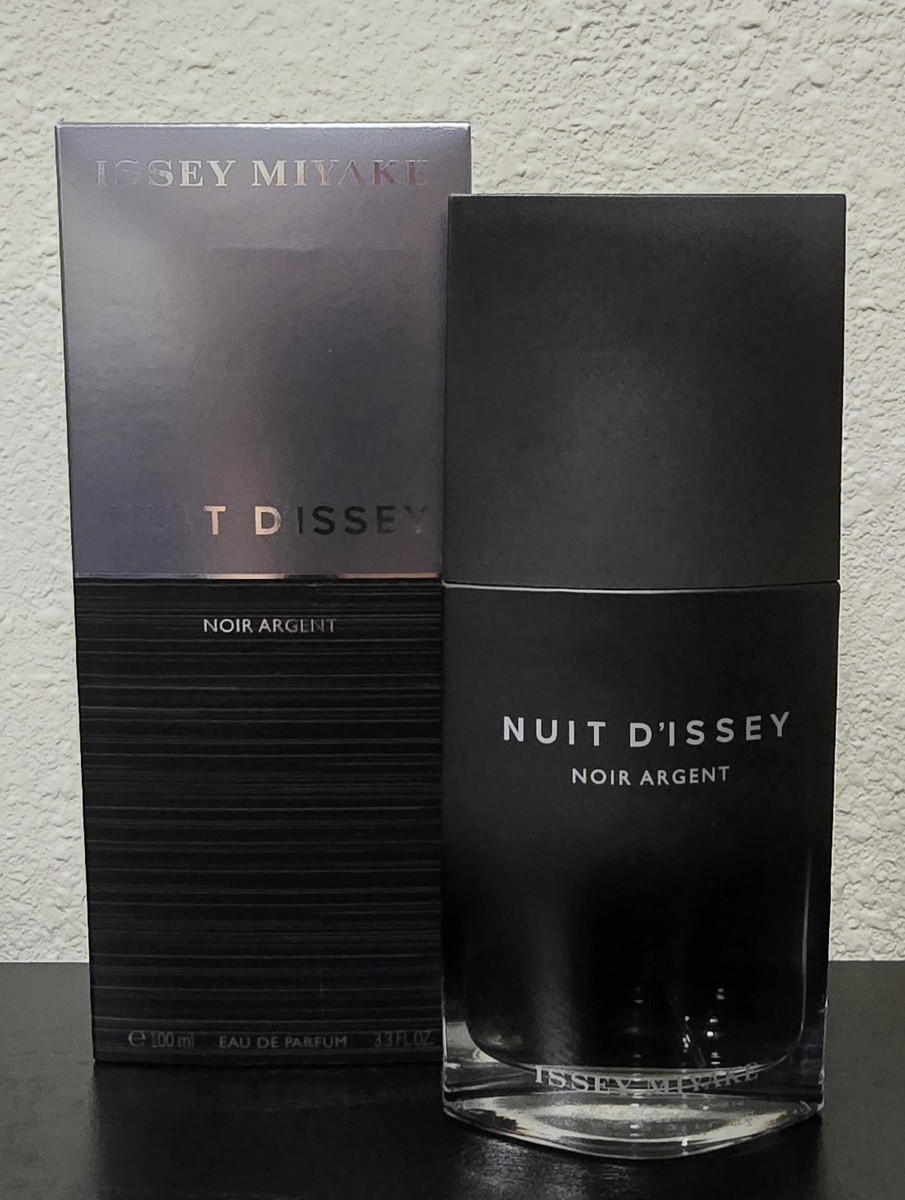 ISSEY MIYAKE
NUIT D'ISSEY
NOIR ARGENT
℮ 100 ml EAU DE PARFUM 3.3 FL.OZ.
NUIT D'ISSEY
NOIR ARGENT
ISSEY MIYAKE